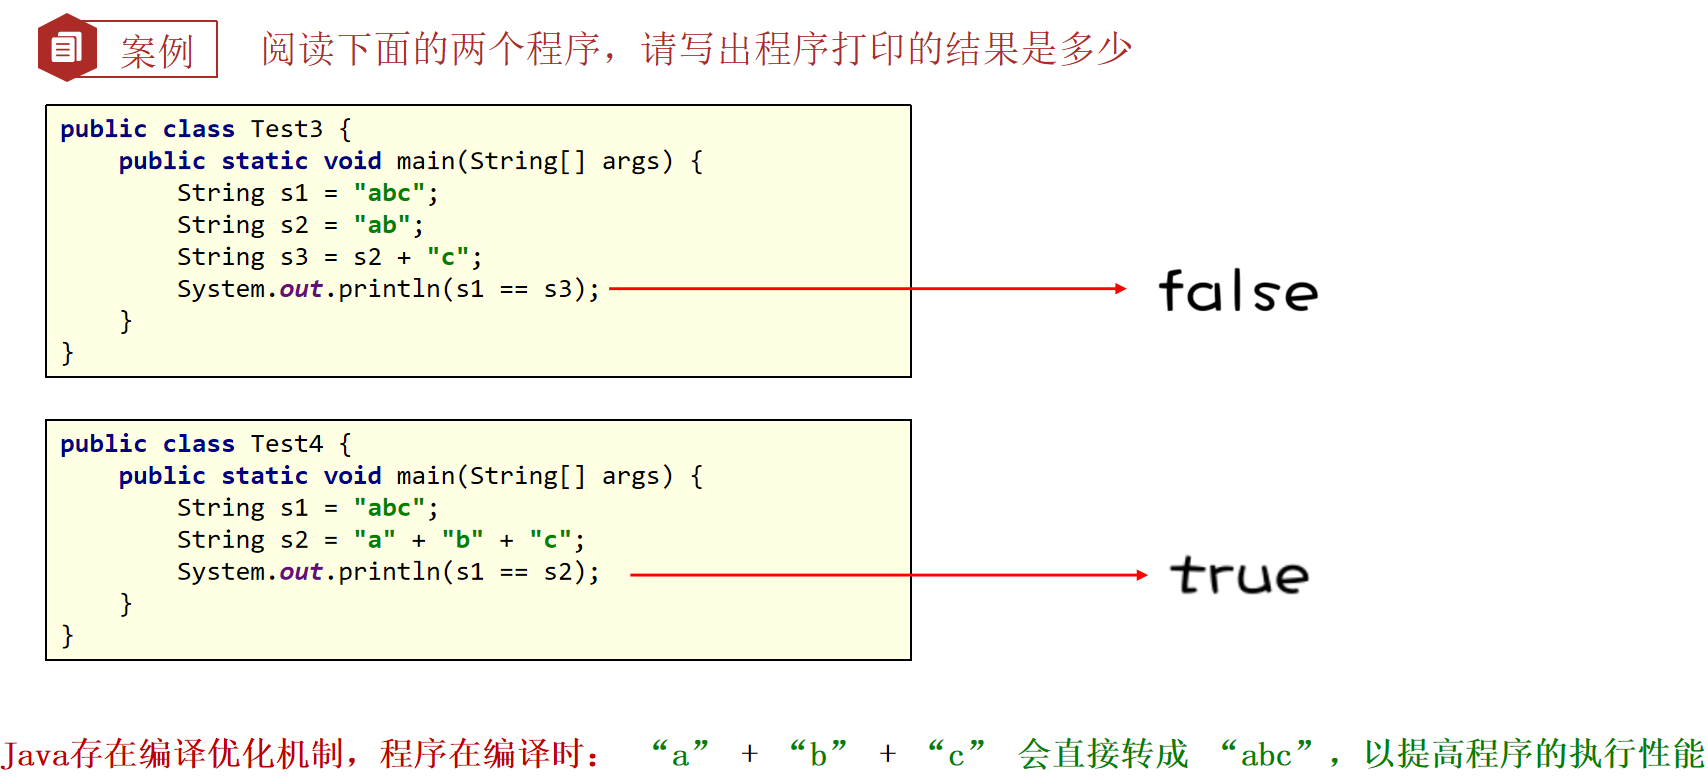 案例 阅读下面的两个程序，请写出程序打印的结果是多少
public class Test3 {
    public static void main(String[] args) {
        String s1 = "abc";
        String s2 = "ab";
        String s3 = s2 + "c";
        System.out.println(s1 == s3); false
    }
}
public class Test4 {
    public static void main(String[] args) {
        String s1 = "abc";
        String s2 = "a" + "b" + "c";
        System.out.println(s1 == s2); true
    }
}
Java存在编译优化机制，程序在编译时： “a” + “b” + “c” 会直接转成 “abc”，以提高程序的执行性能